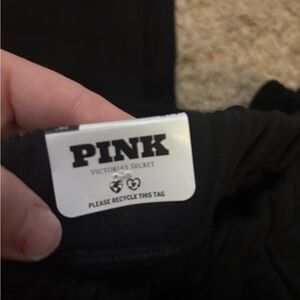 PINK
VICTORIA'S SECRET
PLEASE RECYCLE THIS TAG